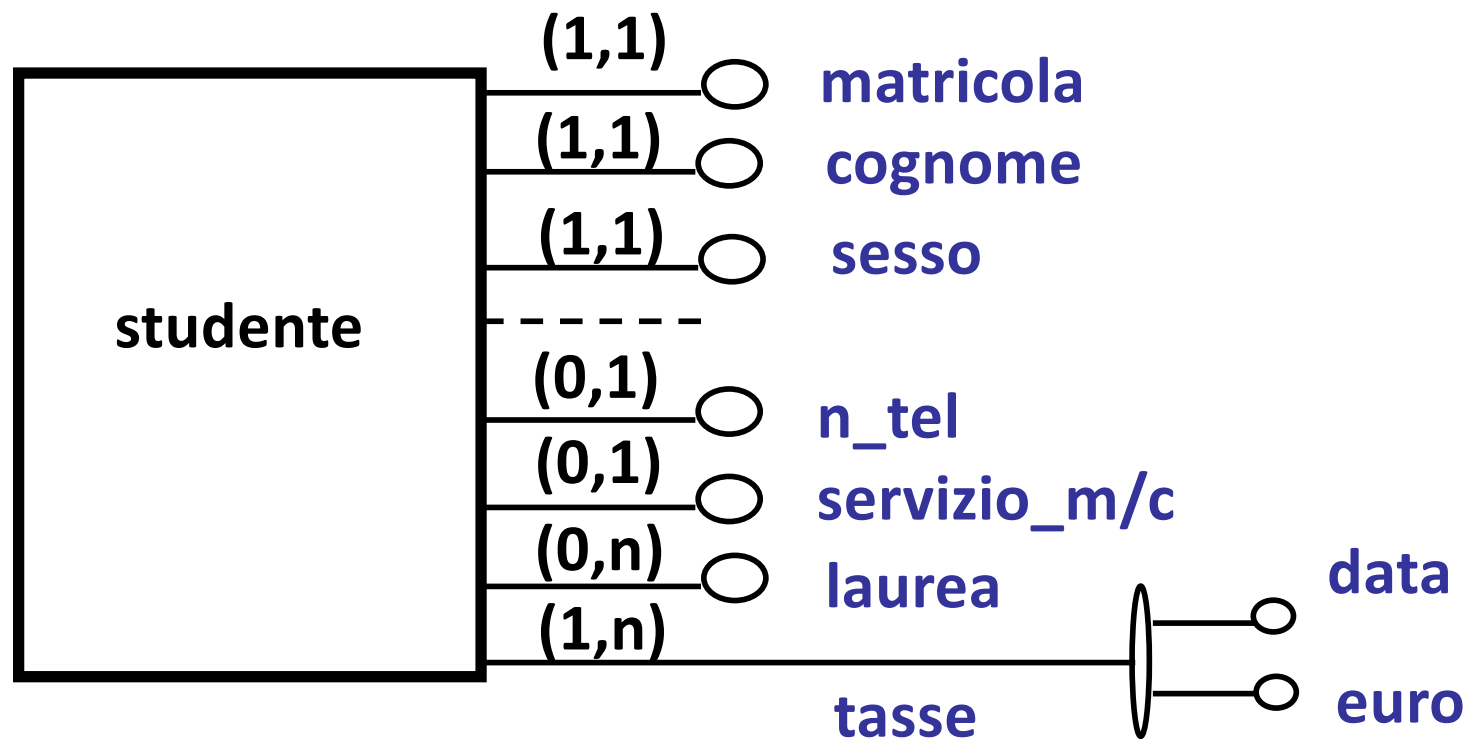 (1,1) matricola
(1,1) cognome
(1,1) sesso
studente
(0,1) n_tel
(0,1) servizio_m/c
(0,n) laurea
data
(1,n)
tasse
euro